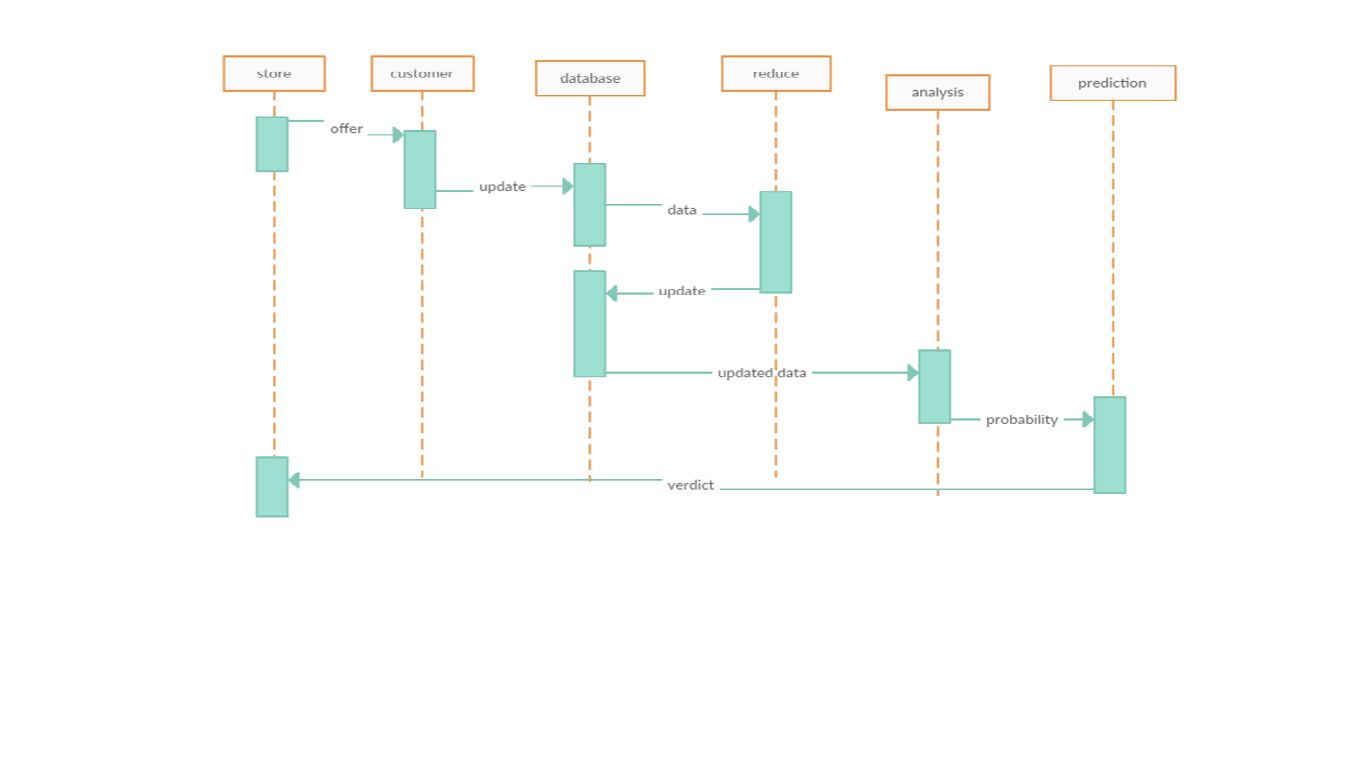 store
customer
database
reduce
analysis
prediction
offer
update
data
update
updated data
probability
verdict